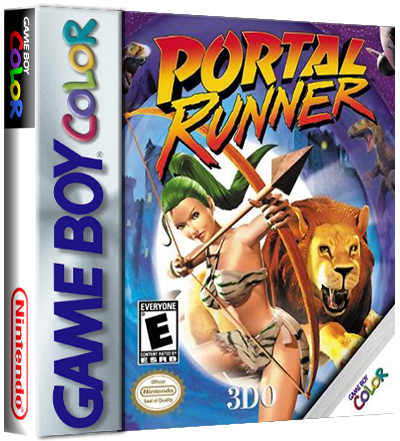 GAME BOY
COLOR
Nintendo
GAME BOY COLOR
PORTAL
RUNNER
EVERYONE
E
CONTENT RATED BY
ESRB
Official
Nintendo
Seal of Quality
3DO
GAME BOY
COLOR